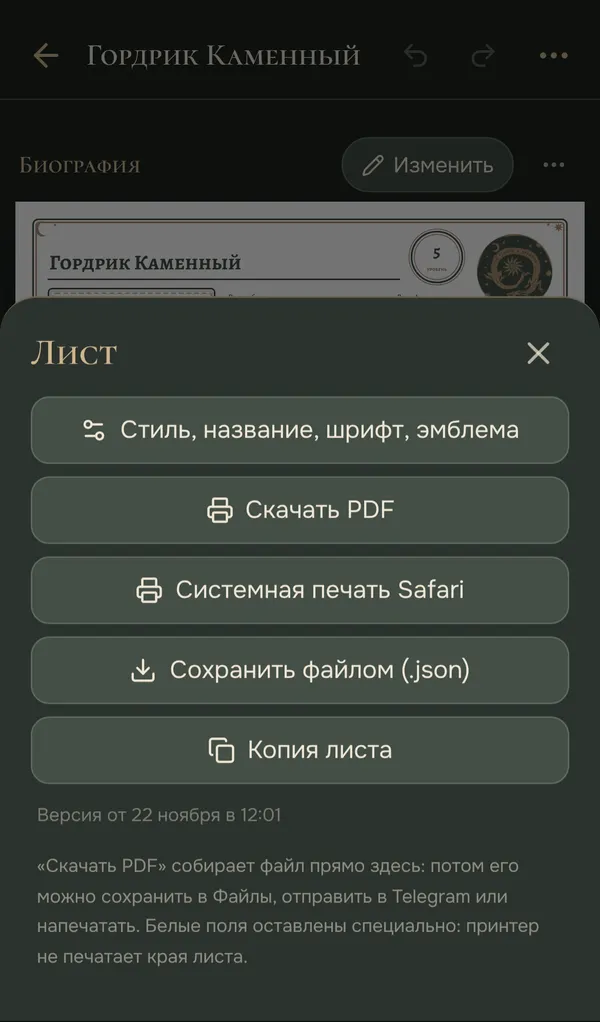 Гордрик Каменный
Биография
Изменить
Гордрик Каменный
5
уровень
Лист
Стиль, название, шрифт, эмблема
Скачать PDF
Системная печать Safari
Сохранить файлом (.json)
Копия листа
Версия от 22 ноября в 12:01
«Скачать PDF» собирает файл прямо здесь: потом его
можно сохранить в Файлы, отправить в Telegram или
напечатать. Белые поля оставлены специально: принтер
не печатает края листа.